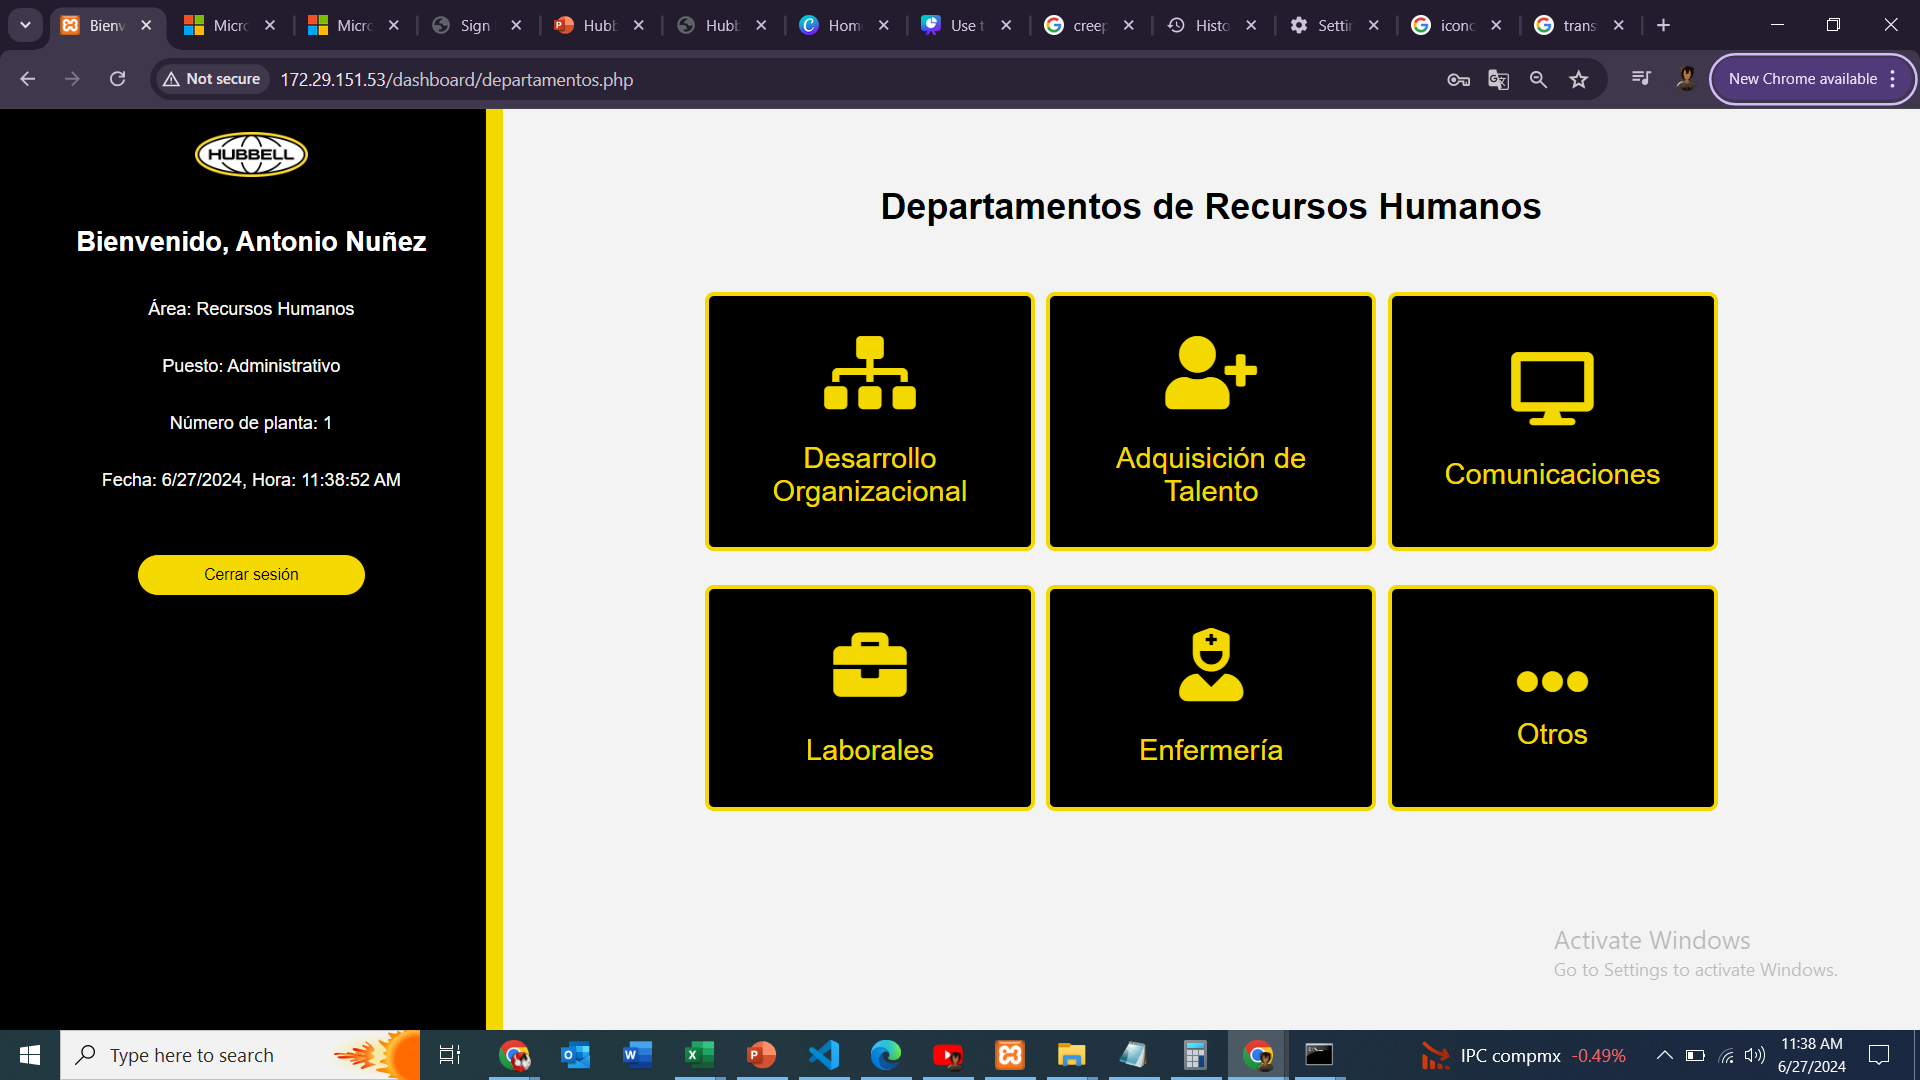 Bienv
Micro
Micro
Sign
Hubb
Hubb
Hom
Use t
creep
Histo
Settin
icono
trans
Not secure
172.29.151.53/dashboard/departamentos.php
New Chrome available
HUBBELL
Bienvenido, Antonio Nuñez
Área: Recursos Humanos
Puesto: Administrativo
Número de planta: 1
Fecha: 6/27/2024, Hora: 11:38:52 AM
Cerrar sesión
Departamentos de Recursos Humanos
Desarrollo
Organizacional
Adquisición de
Talento
Comunicaciones
Laborales
Enfermería
Otros
Activate Windows
Go to Settings to activate Windows.
Type here to search
IPC compmx -0.49%
11:38 AM
6/27/2024